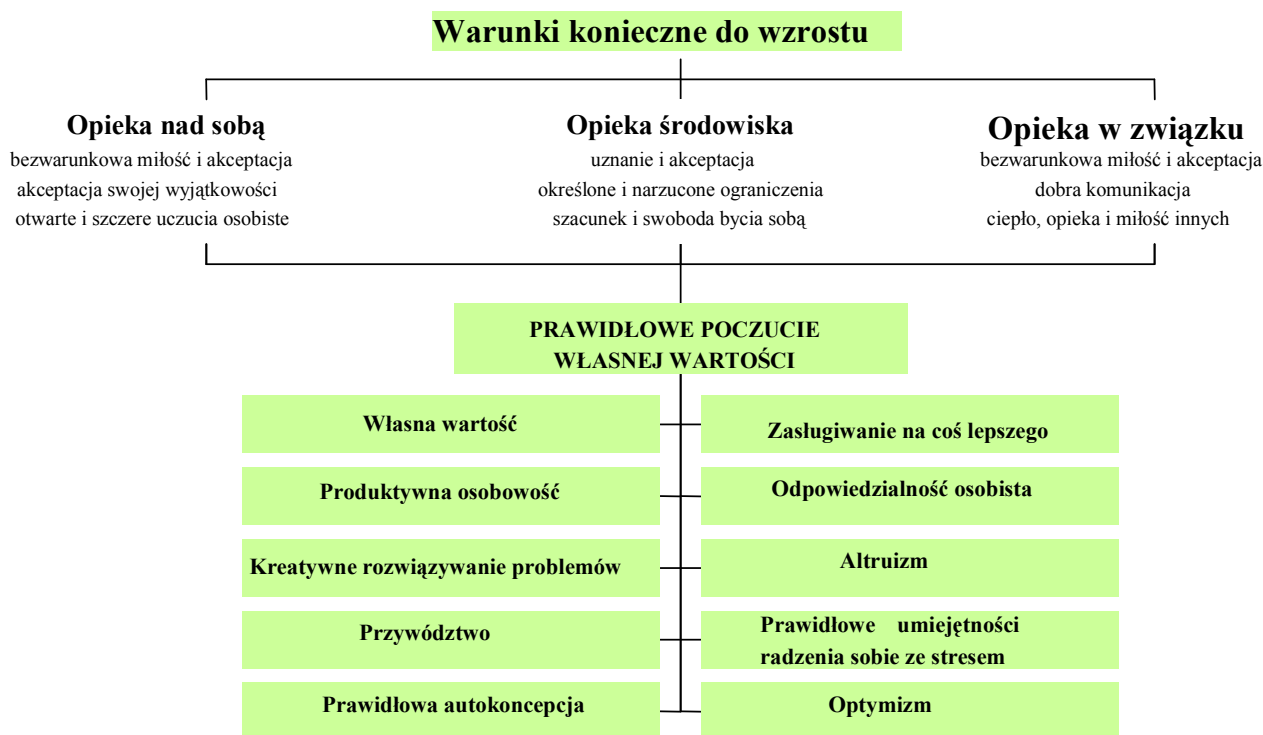 Warunki konieczne do wzrostu
Opieka nad sobą
bezwarunkowa miłość i akceptacja
akceptacja swojej wyjątkowości
otwarte i szczere uczucia osobiste
Opieka środowiska
uznanie i akceptacja
określone i narzucone ograniczenia
szacunek i swoboda bycia sobą
Opieka w związku
bezwarunkowa miłość i akceptacja
dobra komunikacja
ciepło, opieka i miłość innych
PRAWIDŁOWE POCZUCIE
WŁASNEJ WARTOŚCI
Własna wartość
Zasługiwanie na coś lepszego
Produktywna osobowość
Odpowiedzialność osobista
Kreatywne rozwiązywanie problemów
Altruizm
Przywództwo
Prawidłowe umiejętności
radzenia sobie ze stresem
Prawidłowa autokoncepcja
Optymizm